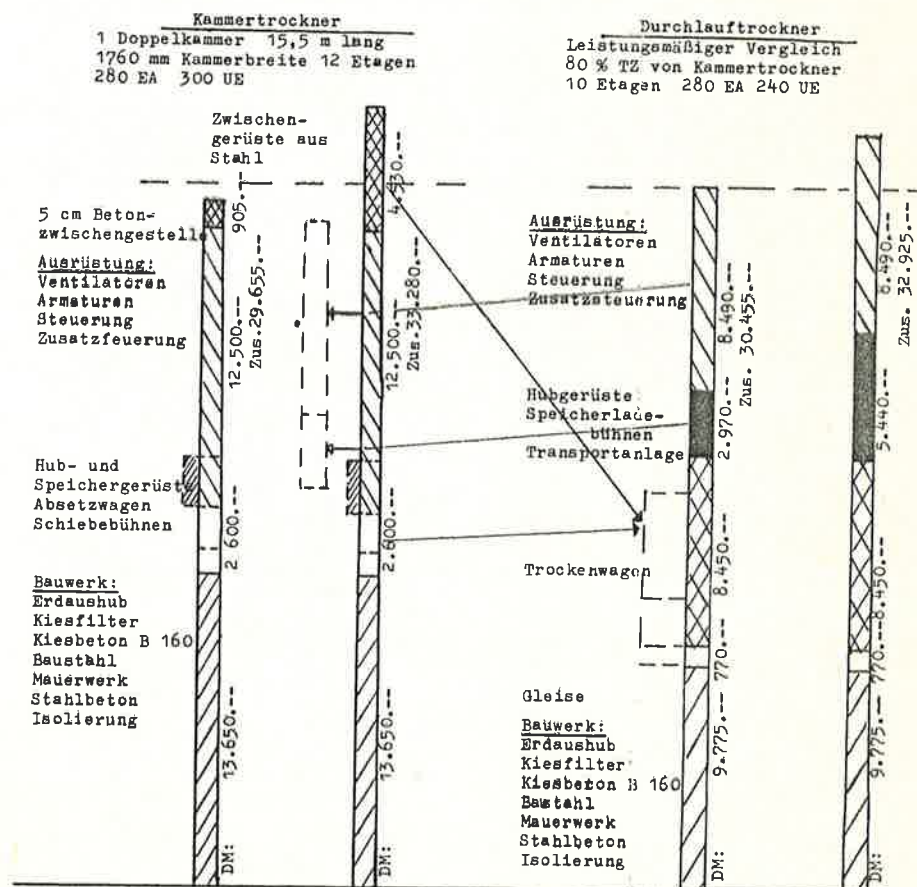 Kammertrockner
1 Doppelkammer 15,5 m lang
1760 mm Kammerbreite 12 Etagen
280 EA 300 UE
Durchlauftrockner
Leistungsmäßiger Vergleich
80 % TZ von Kammertrockner
10 Etagen 280 EA 240 UE
Zwischen-
gerüste aus
Stahl
5 cm Beton-
zwischengestelle
Ausrüstung:
Ventilatoren
Armaturen
Steuerung
Zusatzfeuerung
Hub- und
Speichergerüste
Absetzwagen
Schiebebühnen
Bauwerk:
Erdaushub
Kiesfilter
Kiesbeton B 160
Baustahl
Mauerwerk
Stahlbeton
Isolierung
905.--
12.500.--
Zus.29.655.--
2 600.--
13.650.--
DM:
4.530.--
12.500.--
Zus.33.280.--
2.600.--
13.650.--
DM:
Ausrüstung:
Ventilatoren
Armaturen
Steuerung
Zusatzsteuerung
Hubgerüste
Speicherlade-
bühnen
Transportanlage
Trockenwagen
Gleise
Bauwerk:
Erdaushub
Kiesfilter
Kiesbeton B 160
Baustahl
Mauerwerk
Stahlbeton
Isolierung
8.490.--
Zus. 30.455.--
2.970.--
8.450.--
770.--
9.775.--
DM:
8.490.--
Zus. 32.925.--
5.440.--
8.450.--
770.--
9.775.--
DM: